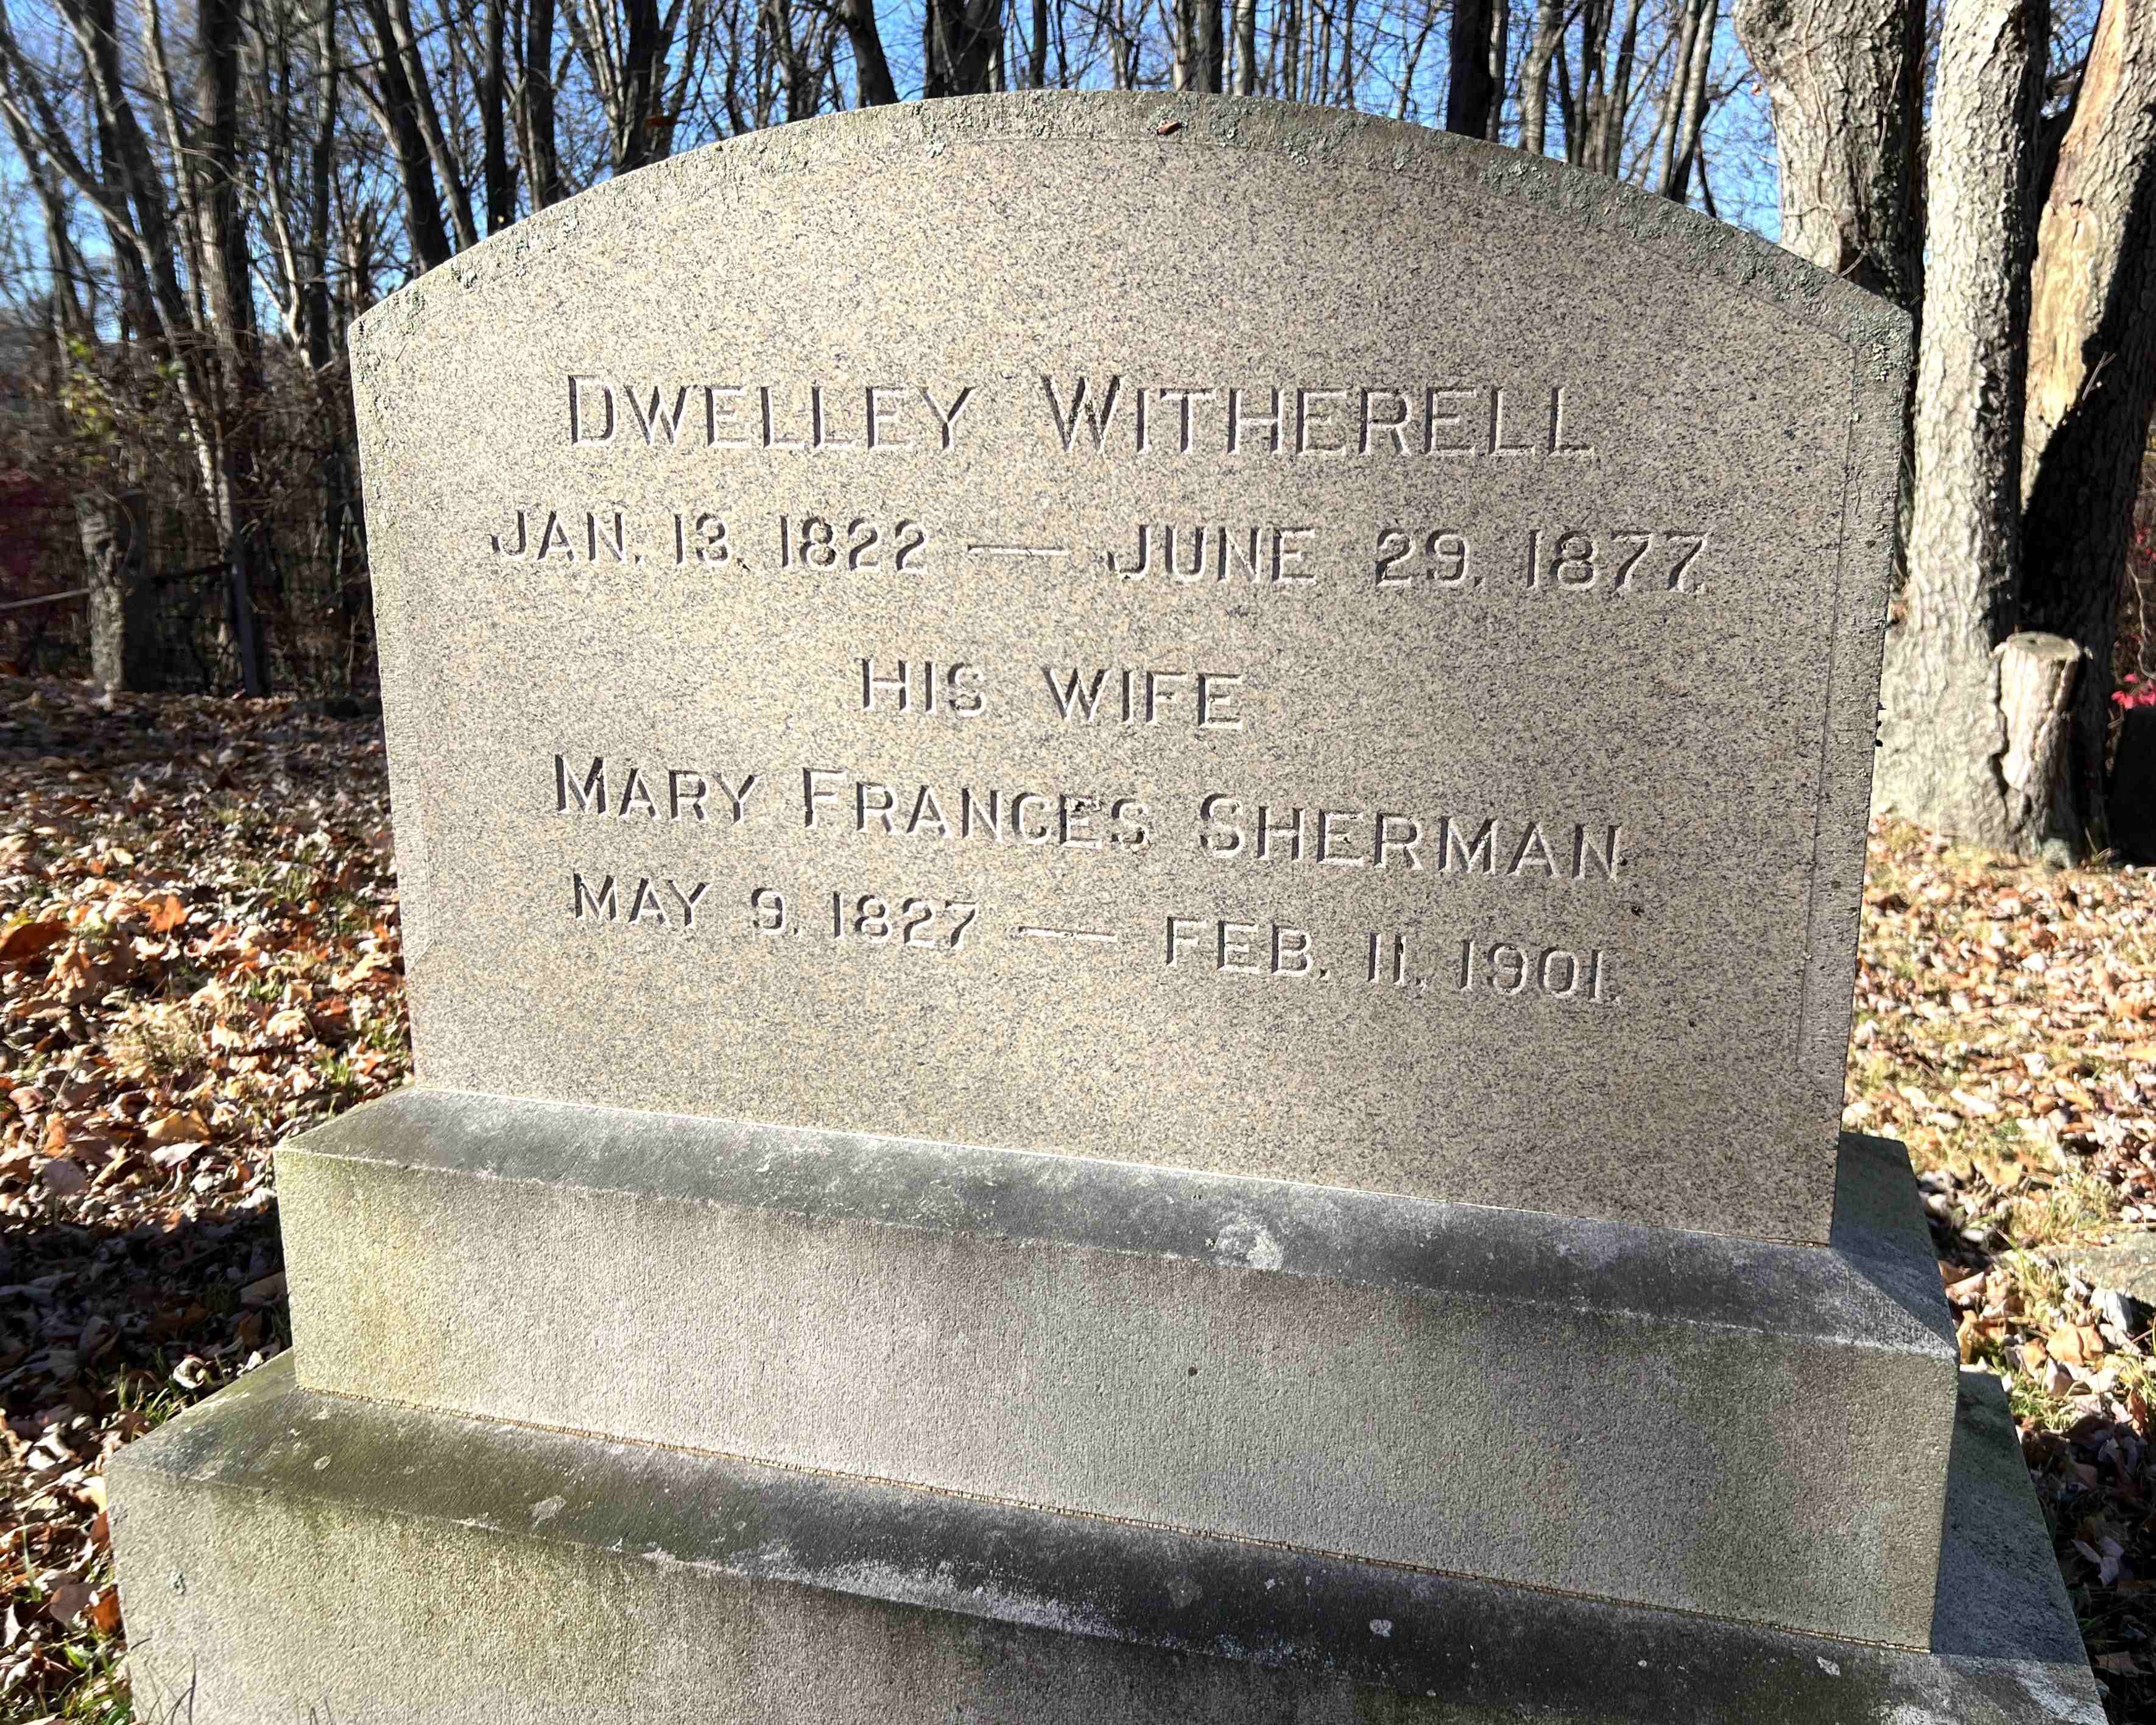 DWELLEY WITHERELL
JAN. 13. 1822 — JUNE 29. 1877.
HIS WIFE
MARY FRANCES SHERMAN
MAY 9. 1827 — FEB. 11. 1901.